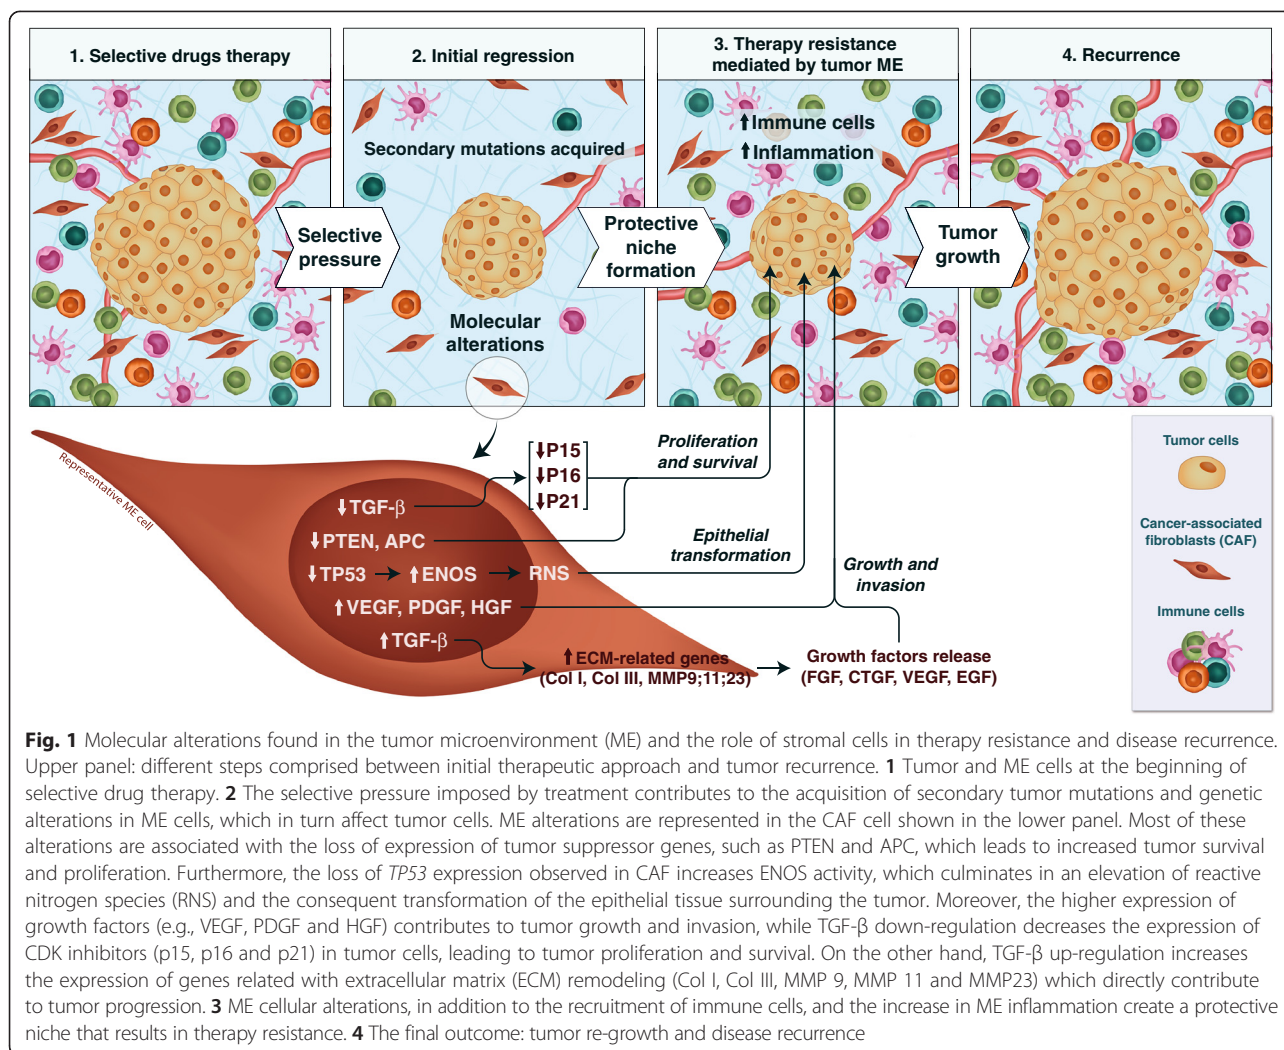 1. Selective drugs therapy
2. Initial regression
3. Therapy resistance
mediated by tumor ME
4. Recurrence
Secondary mutations acquired
⬆Immune cells
⬆Inflammation
Selective
pressure
Protective
niche
formation
Tumor
growth
Molecular
alterations
Representative ME cell
⬇TGF-β
⬇PTEN, APC
⬇TP53
⬆ENOS
RNS
⬆VEGF, PDGF, HGF
⬆TGF-β
⬇P15
⬇P16
⬇P21
Proliferation
and survival
Epithelial
transformation
Growth and
invasion
⬆ECM-related genes
(Col I, Col III, MMP9;11;23)
Growth factors release
(FGF, CTGF, VEGF, EGF)
Tumor cells
Cancer-associated
fibroblasts (CAF)
Immune cells
Fig. 1 Molecular alterations found in the tumor microenvironment (ME) and the role of stromal cells in therapy resistance and disease recurrence.
Upper panel: different steps comprised between initial therapeutic approach and tumor recurrence. 1 Tumor and ME cells at the beginning of
selective drug therapy. 2 The selective pressure imposed by treatment contributes to the acquisition of secondary tumor mutations and genetic
alterations in ME cells, which in turn affect tumor cells. ME alterations are represented in the CAF cell shown in the lower panel. Most of these
alterations are associated with the loss of expression of tumor suppressor genes, such as PTEN and APC, which leads to increased tumor survival
and proliferation. Furthermore, the loss of TP53 expression observed in CAF increases ENOS activity, which culminates in an elevation of reactive
nitrogen species (RNS) and the consequent transformation of the epithelial tissue surrounding the tumor. Moreover, the higher expression of
growth factors (e.g., VEGF, PDGF and HGF) contributes to tumor growth and invasion, while TGF-β down-regulation decreases the expression of
CDK inhibitors (p15, p16 and p21) in tumor cells, leading to tumor proliferation and survival. On the other hand, TGF-β up-regulation increases
the expression of genes related with extracellular matrix (ECM) remodeling (Col I, Col III, MMP 9, MMP 11 and MMP23) which directly contribute
to tumor progression. 3 ME cellular alterations, in addition to the recruitment of immune cells, and the increase in ME inflammation create a protective
niche that results in therapy resistance. 4 The final outcome: tumor re-growth and disease recurrence